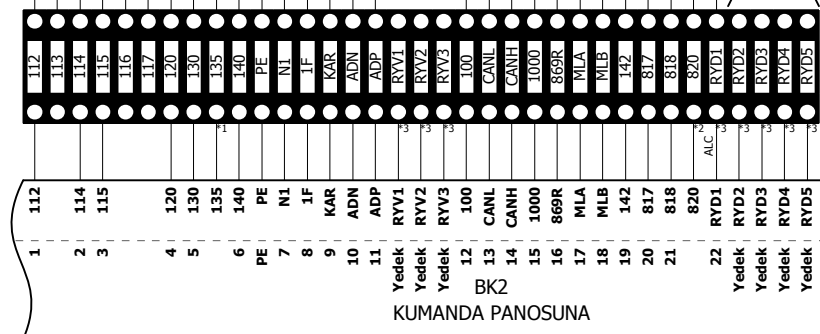 112 113 114 115 116 117 120 130 135 140 PE N1 1F KAR ADN ADP RYV1 RYV2 RYV3 100 CANL CANH 1000 869R MLA MLB 142 817 818 820 RYD1 RYD2 RYD3 RYD4 RYD5
*1 *3 *3 *3 *2 *3 *3 *3 *3 *3
ALC
112 114 115 120 130 135 140 PE N1 1F KAR ADN ADP RYV1 RYV2 RYV3 100 CANL CANH 1000 869R MLA MLB 142 817 818 820 RYD1 RYD2 RYD3 RYD4 RYD5
1 2 3 4 5 6 PE 7 8 9 10 11 Yedek Yedek Yedek 12 13 14 15 16 17 18 19 20 21 22 Yedek Yedek Yedek Yedek
BK2
KUMANDA PANOSUNA